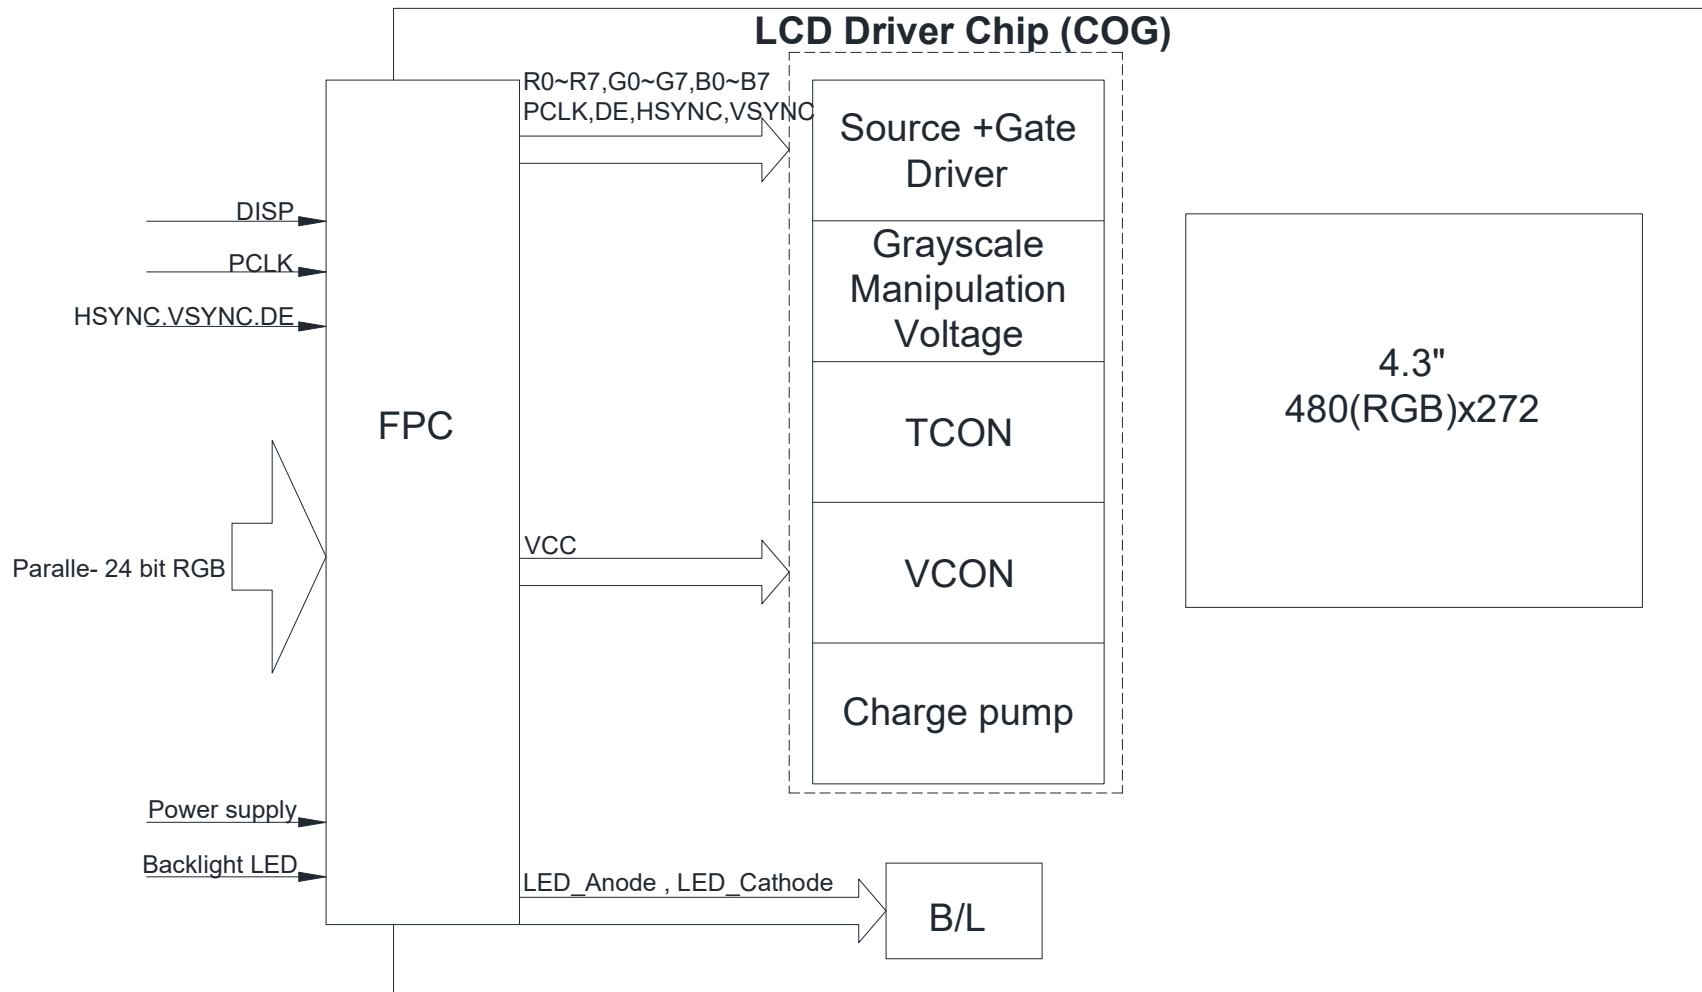 LCD Driver Chip (COG)
R0~R7,G0~G7,B0~B7
PCLK,DE,HSYNC,VSYNC
Source +Gate
Driver
DISP
PCLK
HSYNC.VSYNC.DE
Grayscale
Manipulation
Voltage
4.3"
480(RGB)x272
FPC
TCON
VCC
Paralle- 24 bit RGB
VCON
Charge pump
Power supply
Backlight LED
LED_Anode , LED_Cathode
B/L